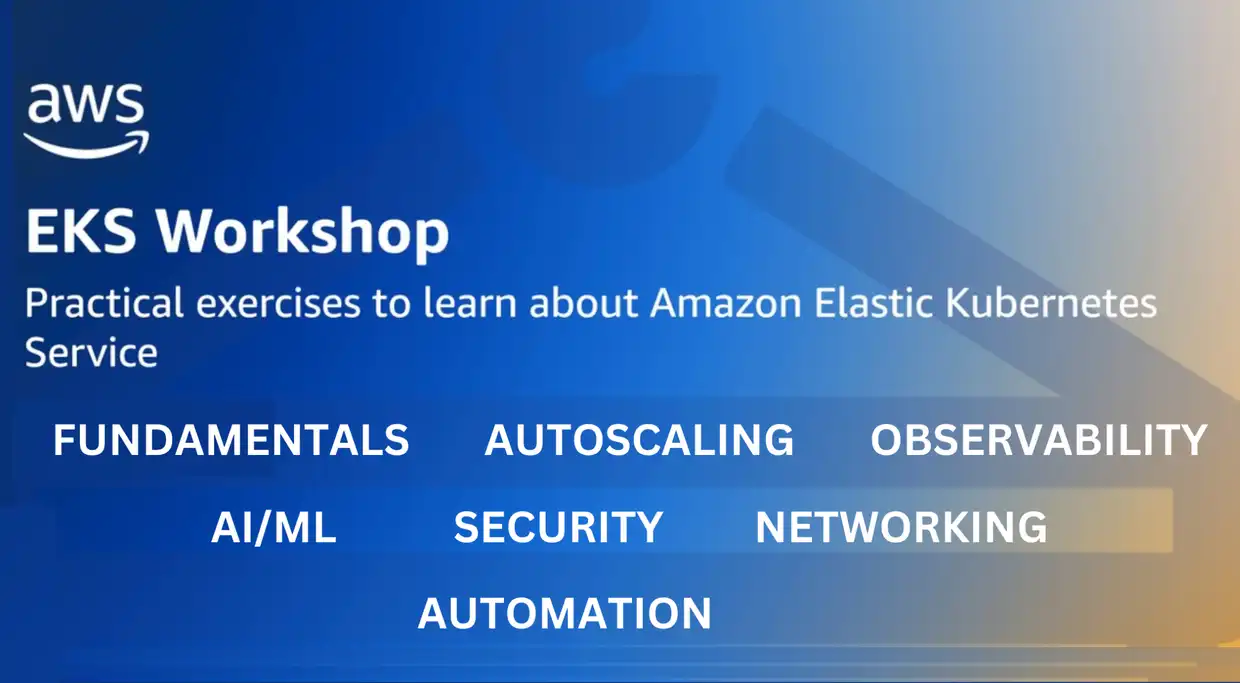 aws
EKS Workshop
Practical exercises to learn about Amazon Elastic Kubernetes
Service
FUNDAMENTALS AUTOSCALING OBSERVABILITY
AI/ML SECURITY NETWORKING
AUTOMATION